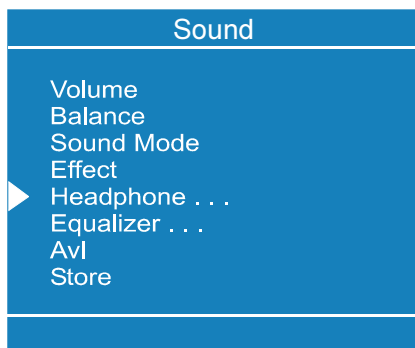 Sound
Volume
Balance
Sound Mode
Effect
Headphone . . .
Equalizer . . .
Avl
Store